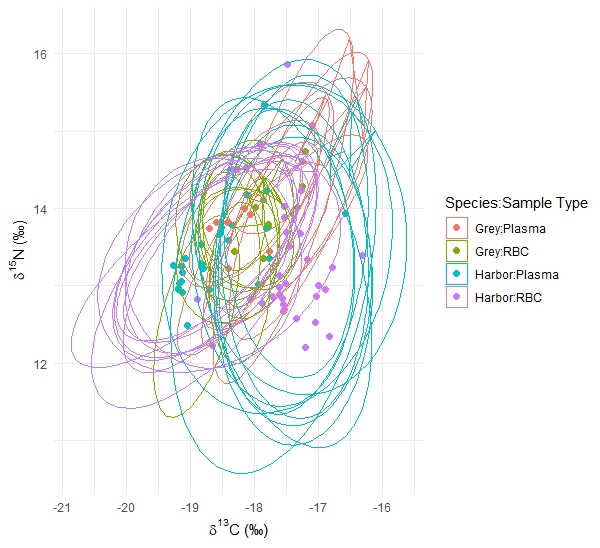 16
14
12
δ¹⁵N (‰)
-21
-20
-19
-18
-17
-16
δ¹³C (‰)
Species:Sample Type
Grey:Plasma
Grey:RBC
Harbor:Plasma
Harbor:RBC